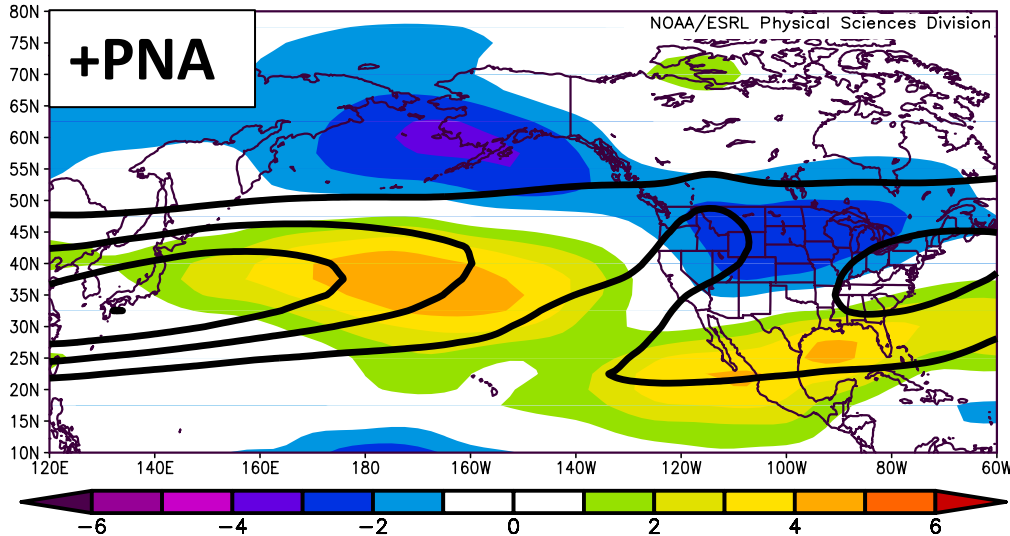 80N
NOAA/ESRL Physical Sciences Division
75N
+PNA
70N
65N
60N
55N
50N
45N
40N
35N
30N
25N
20N
15N
10N
120E 140E 160E 180 160W 140W 120W 100W 80W 60W
-6 -4 -2 0 2 4 6